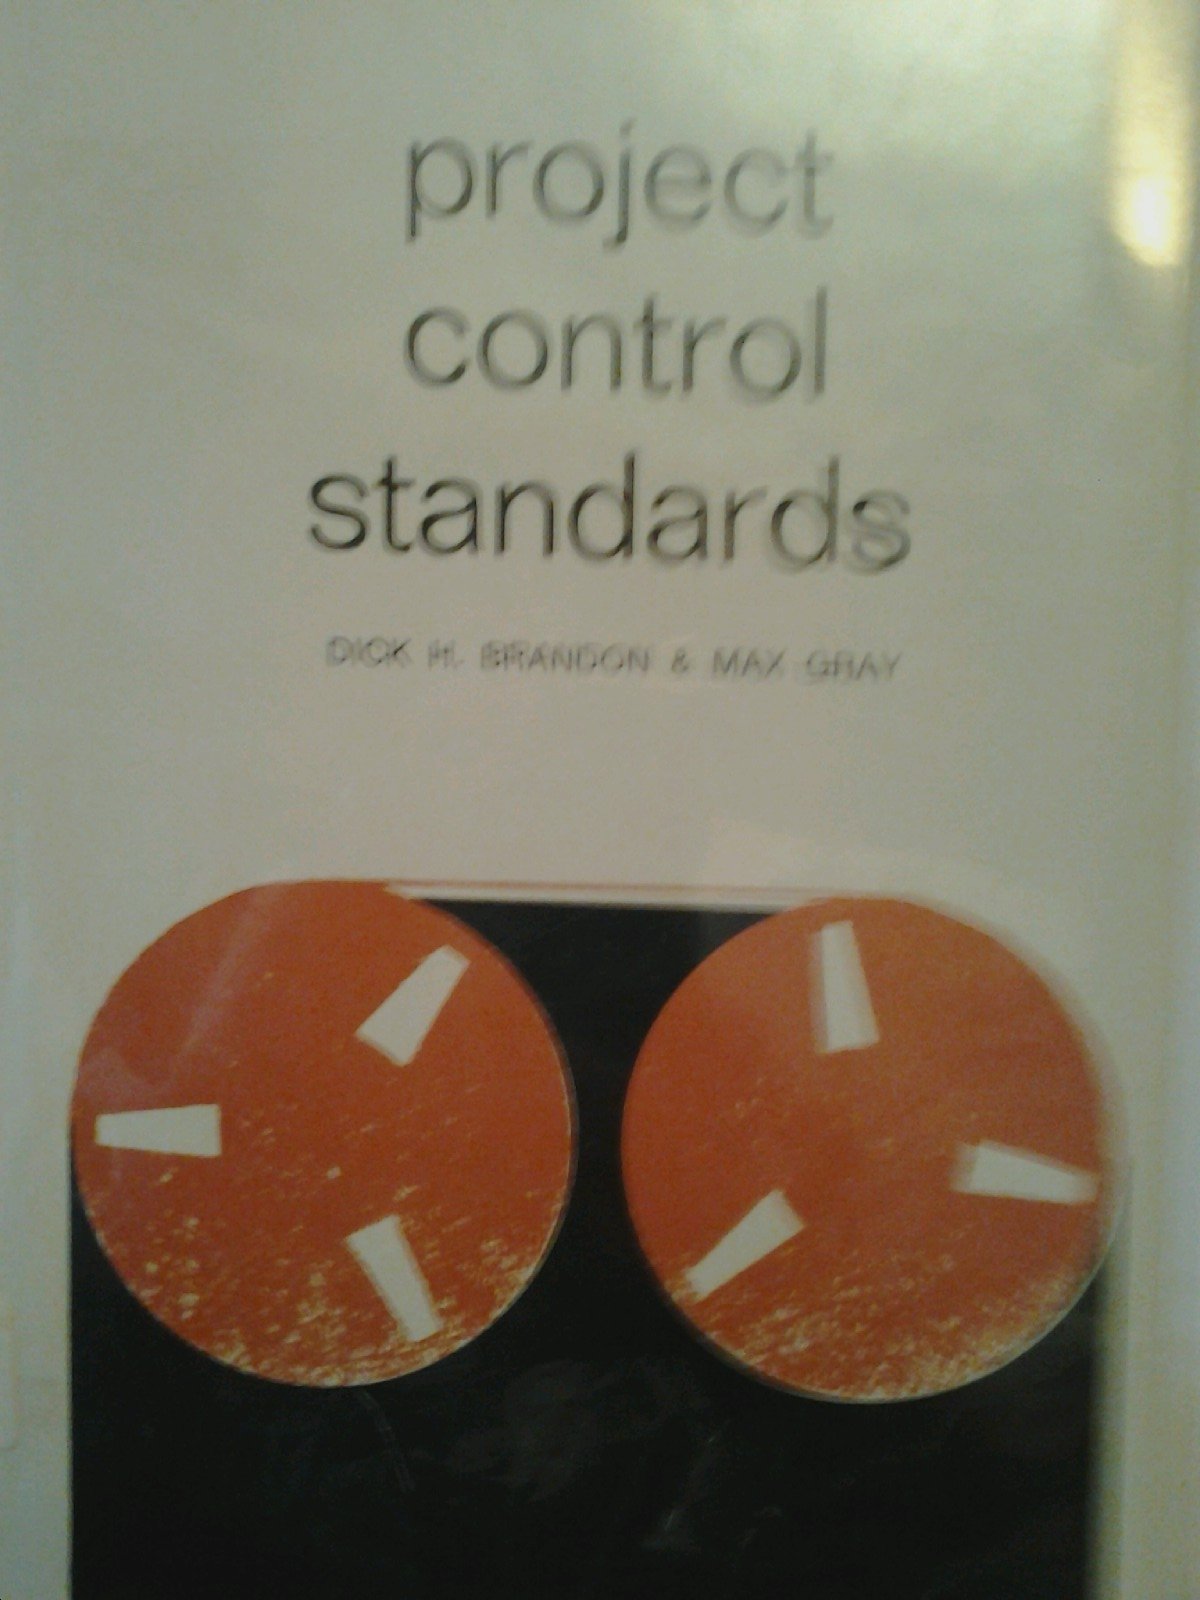 project
control
standards
DICK H. BRANDON & MAX GRAY